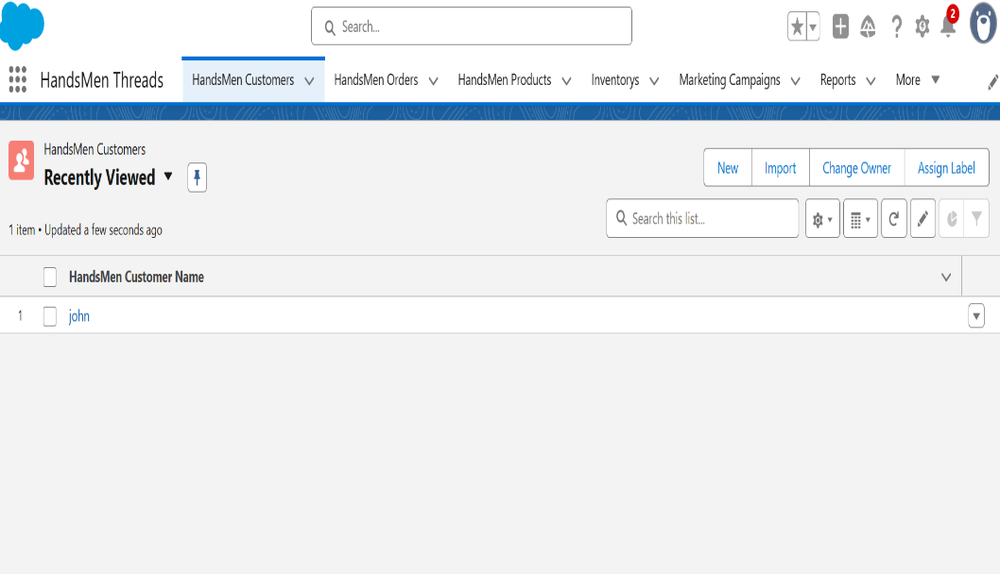 Search...
2
HandsMen Threads
HandsMen Customers
HandsMen Orders
HandsMen Products
Inventorys
Marketing Campaigns
Reports
More
HandsMen Customers
Recently Viewed
New
Import
Change Owner
Assign Label
1 item • Updated a few seconds ago
Search this list...
HandsMen Customer Name
1
john